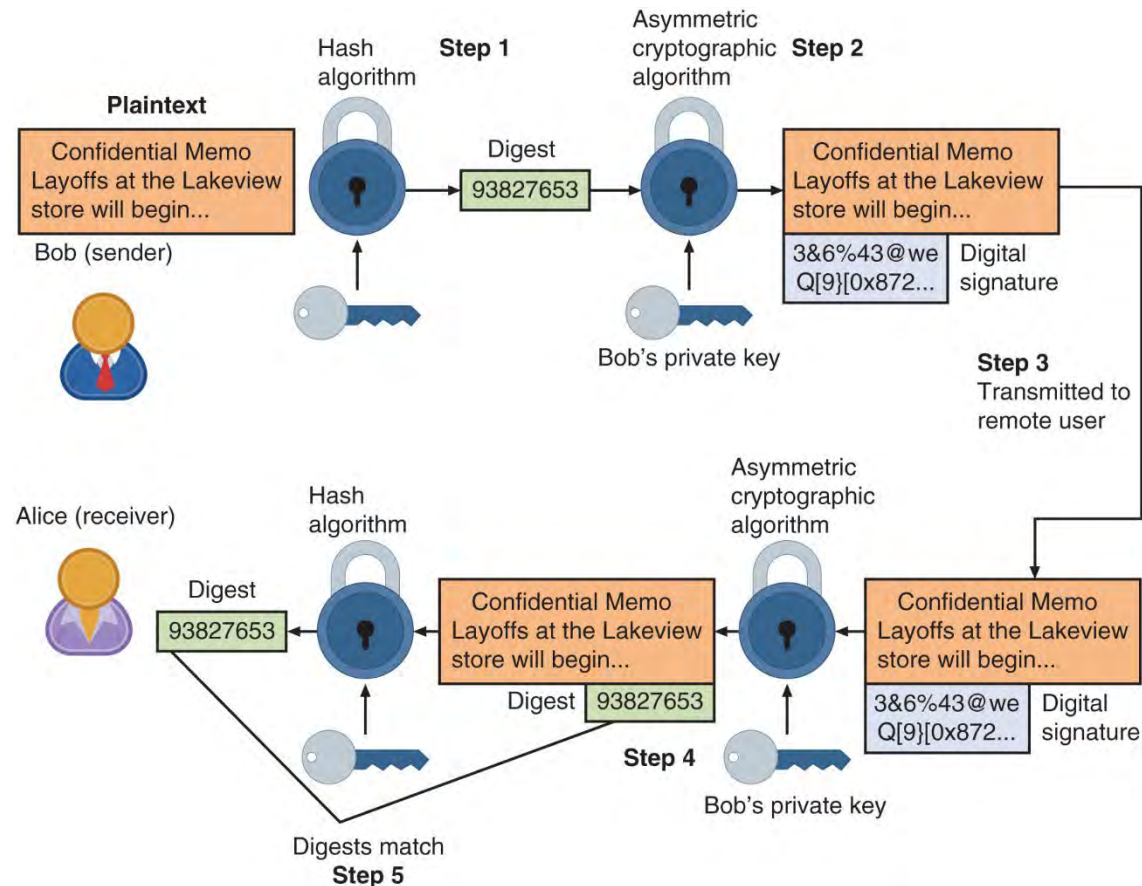 Hash
algorithm
Step 1
Asymmetric
cryptographic
algorithm
Step 2
Plaintext
Confidential Memo
Layoffs at the Lakeview
store will begin...
Bob (sender)
Digest
93827653
Confidential Memo
Layoffs at the Lakeview
store will begin...
3&6%43@we
Q[9}[0x872...
Digital
signature
Bob’s private key
Step 3
Transmitted to
remote user
Alice (receiver)
Digest
93827653
Hash
algorithm
Confidential Memo
Layoffs at the Lakeview
store will begin...
Digest
93827653
Step 4
Asymmetric
cryptographic
algorithm
Bob’s private key
Confidential Memo
Layoffs at the Lakeview
store will begin...
3&6%43@we
Q[9}[0x872...
Digital
signature
Digests match
Step 5